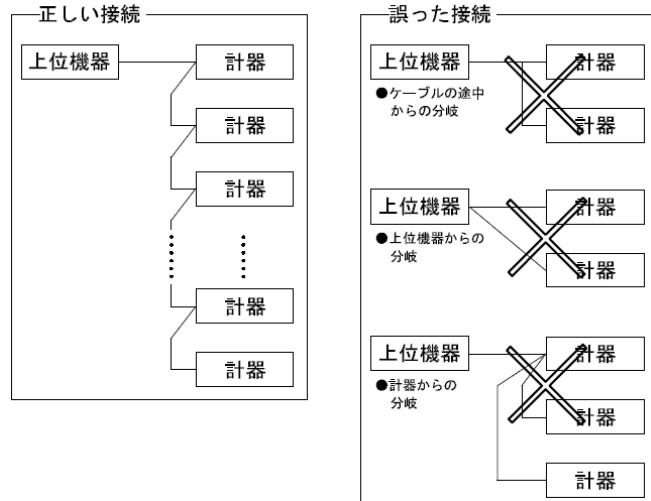 正しい接続
上位機器
計器
計器
計器
計器
計器
誤った接続
上位機器
計器
●ケーブルの途中
からの分岐
計器
上位機器
計器
●上位機器からの
分岐
計器
上位機器
計器
●計器からの
分岐
計器
計器